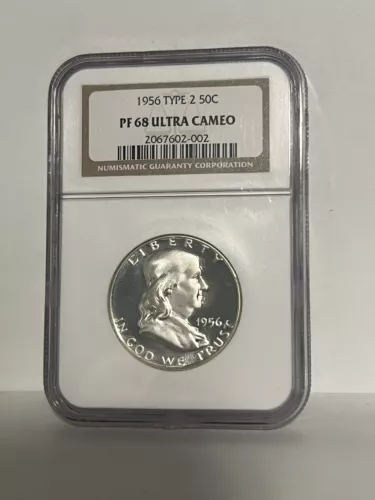 1956 TYPE 2 50C
PF 68 ULTRA CAMEO
2067602-002
NUMISMATIC GUARANTY CORPORATION
LIBERTY
1956
IN GOD WE TRUST